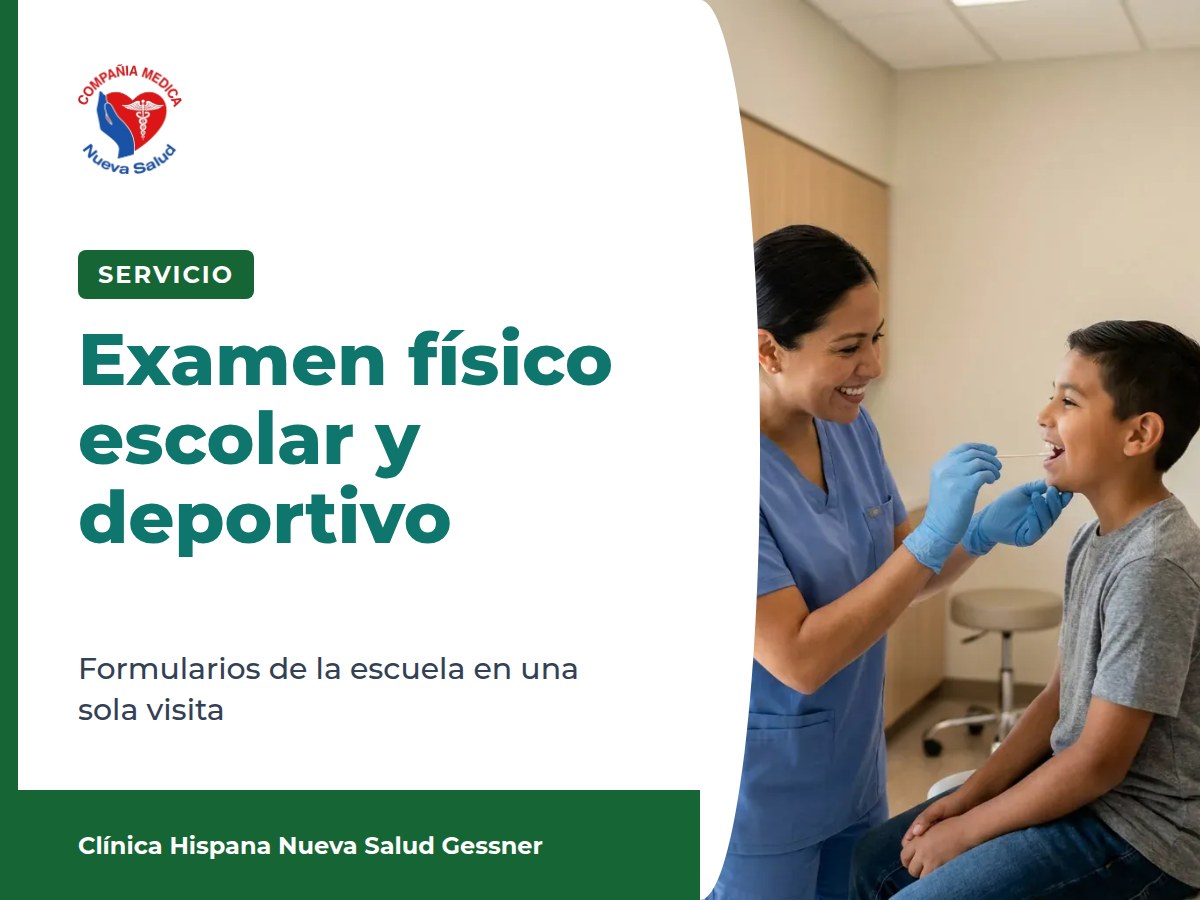 COMPAÑIA MEDICA
Nueva Salud
SERVICIO
Examen físico
escolar y
deportivo
Formularios de la escuela en una
sola visita
Clínica Hispana Nueva Salud Gessner